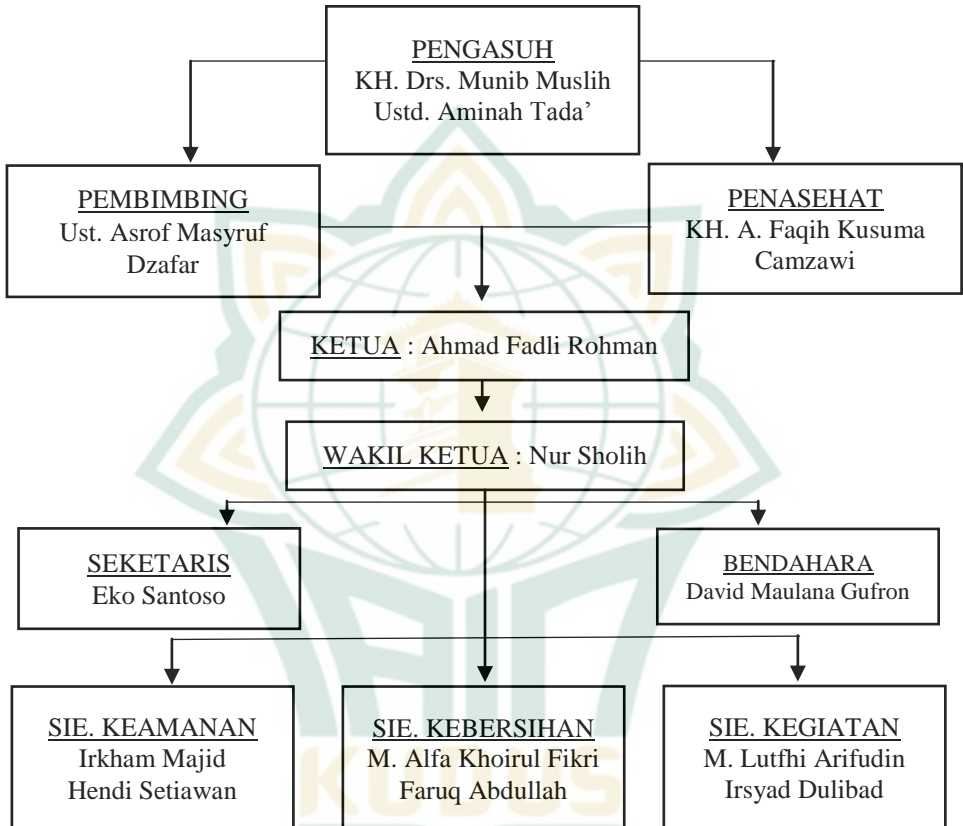 PENGASUH
KH. Drs. Munib Muslih
Ustd. Aminah Tada’
PEMBIMBING
Ust. Asrof Masyruf
Dzafar
PENASEHAT
KH. A. Faqih Kusuma
Camzawi
KETUA : Ahmad Fadli Rohman
WAKIL KETUA : Nur Sholih
SEKETARIS
Eko Santoso
BENDAHARA
David Maulana Gufron
SIE. KEAMANAN
Irkham Majid
Hendi Setiawan
SIE. KEBERSIHAN
M. Alfa Khoirul Fikri
Faruq Abdullah
SIE. KEGIATAN
M. Lutfhi Arifudin
Irsyad Dulibad
IAIN
KUDUS